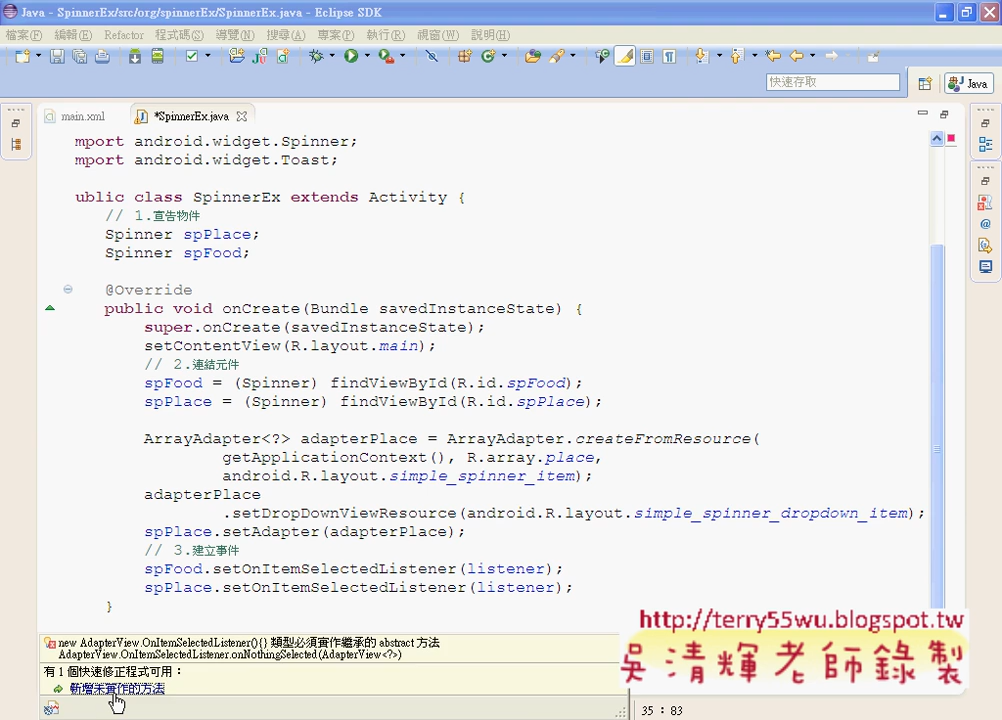 Java - SpinnerEx/src/org/spinnerEx/SpinnerEx.java - Eclipse SDK
檔案(F) 編輯(E) Refactor 程式碼(S) 導覽(N) 搜尋(A) 專案(P) 執行(R) 視窗(W) 說明(H)
快速存取
Java
main.xml
*SpinnerEx.java
mport android.widget.Spinner;
mport android.widget.Toast;
ublic class SpinnerEx extends Activity {
// 1.宣告物件
Spinner spPlace;
Spinner spFood;
@Override
public void onCreate(Bundle savedInstanceState) {
super.onCreate(savedInstanceState);
setContentView(R.layout.main);
// 2.連結元件
spFood = (Spinner) findViewById(R.id.spFood);
spPlace = (Spinner) findViewById(R.id.spPlace);
ArrayAdapter<?> adapterPlace = ArrayAdapter.createFromResource(
getApplicationContext(), R.array.place,
android.R.layout.simple_spinner_item);
adapterPlace
.setDropDownViewResource(android.R.layout.simple_spinner_dropdown_item);
spPlace.setAdapter(adapterPlace);
// 3.建立事件
spFood.setOnItemSelectedListener(listener);
spPlace.setOnItemSelectedListener(listener);
}
new AdapterView.OnItemSelectedListener(){} 類型必須實作繼承的 abstract 方法
AdapterView.OnItemSelectedListener.onNothingSelected(AdapterView<?>)
有 1 個快速修正程式可用：
新增未實作的方法
http://terry55wu.blogspot.tw
吳清輝老師錄製
35 : 83